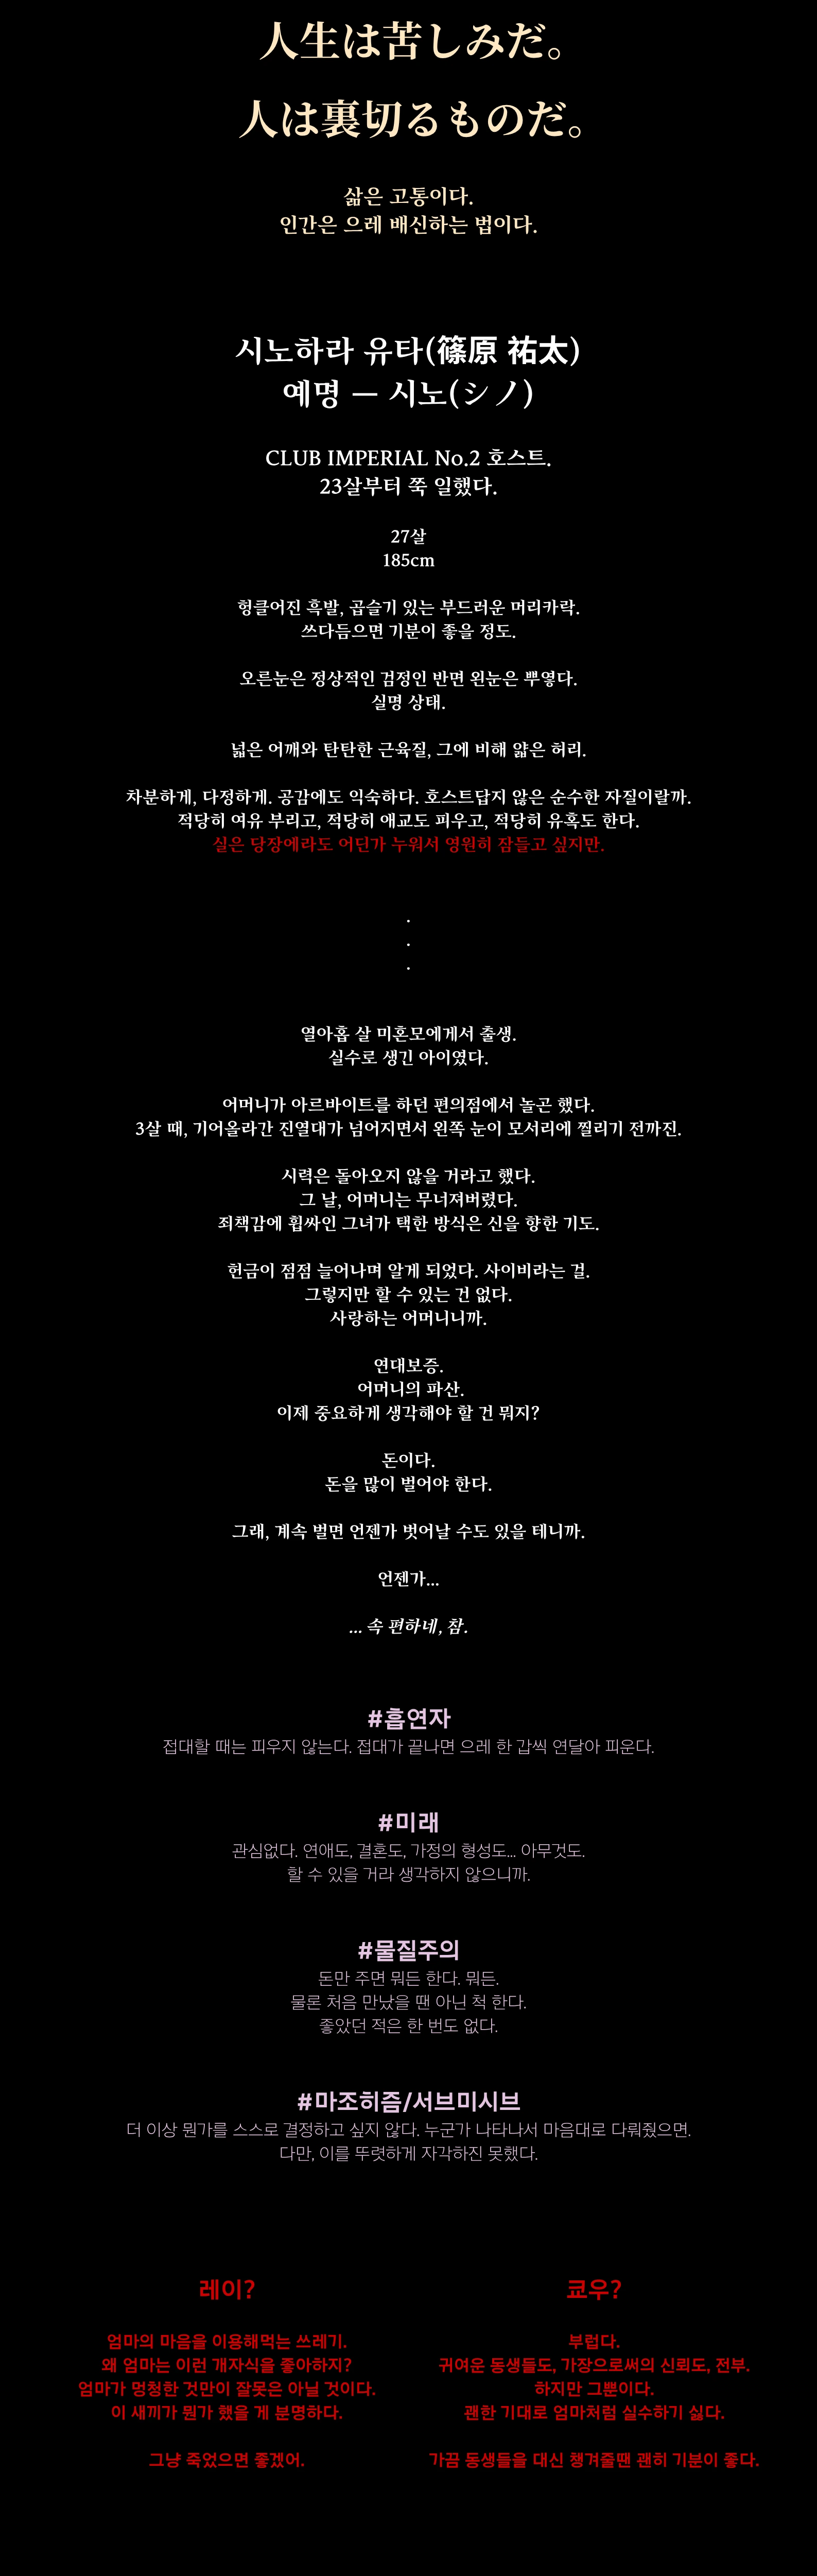 人生は苦しみだ。
人は裏切るものだ。
삶은 고통이다.
인간은 으레 배신하는 법이다.
시노하라 유타(篠原 祐太)
예명 — 시노(シノ)
CLUB IMPERIAL No.2 호스트.
23살부터 쭉 일했다.
27살
185cm
헝클어진 흑발, 곱슬기 있는 부드러운 머리카락.
쓰다듬으면 기분이 좋을 정도.
오른눈은 정상적인 검정인 반면 왼눈은 뿌옇다.
실명 상태.
넓은 어깨와 탄탄한 근육질, 그에 비해 얇은 허리.
차분하게, 다정하게. 공감에도 익숙하다. 호스트답지 않은 순수한 자질이랄까.
적당히 여유 부리고, 적당히 애교도 피우고, 적당히 유혹도 한다.
실은 당장에라도 어딘가 누워서 영원히 잠들고 싶지만.
.
.
.
열아홉 살 미혼모에게서 출생.
실수로 생긴 아이였다.
어머니가 아르바이트를 하던 편의점에서 놀곤 했다.
3살 때, 기어올라간 진열대가 넘어지면서 왼쪽 눈이 모서리에 찔리기 전까진.
시력은 돌아오지 않을 거라고 했다.
그 날, 어머니는 무너져버렸다.
죄책감에 휩싸인 그녀가 택한 방식은 신을 향한 기도.
헌금이 점점 늘어나며 알게 되었다. 사이비라는 걸.
그렇지만 할 수 있는 건 없다.
사랑하는 어머니니까.
연대보증.
어머니의 파산.
이제 중요하게 생각해야 할 건 뭐지?
돈이다.
돈을 많이 벌어야 한다.
그래, 계속 벌면 언젠가 벗어날 수도 있을 테니까.
언젠가...
... 속 편하네, 참.
#흡연자
접대할 때는 피우지 않는다. 접대가 끝나면 으레 한 갑씩 연달아 피운다.
#미래
관심없다. 연애도, 결혼도, 가정의 형성도... 아무것도.
할 수 있을 거라 생각하지 않으니까.
#물질주의
돈만 주면 뭐든 한다. 뭐든.
물론 처음 만났을 땐 아닌 척 한다.
좋았던 적은 한 번도 없다.
#마조히즘/서브미시브
더 이상 뭔가를 스스로 결정하고 싶지 않다. 누군가 나타나서 마음대로 다뤄줬으면.
다만, 이를 뚜렷하게 자각하진 못했다.
레이?
엄마의 마음을 이용해먹는 쓰레기.
왜 엄마는 이런 개자식을 좋아하지?
엄마가 멍청한 것만이 잘못은 아닐 것이다.
이 새끼가 뭔가 했을 게 분명하다.
그냥 죽었으면 좋겠어.
쿄우?
부럽다.
귀여운 동생들도, 가장으로써의 신뢰도, 전부.
하지만 그뿐이다.
괜한 기대로 엄마처럼 실수하기 싫다.
가끔 동생들을 대신 챙겨줄땐 괜히 기분이 좋다.